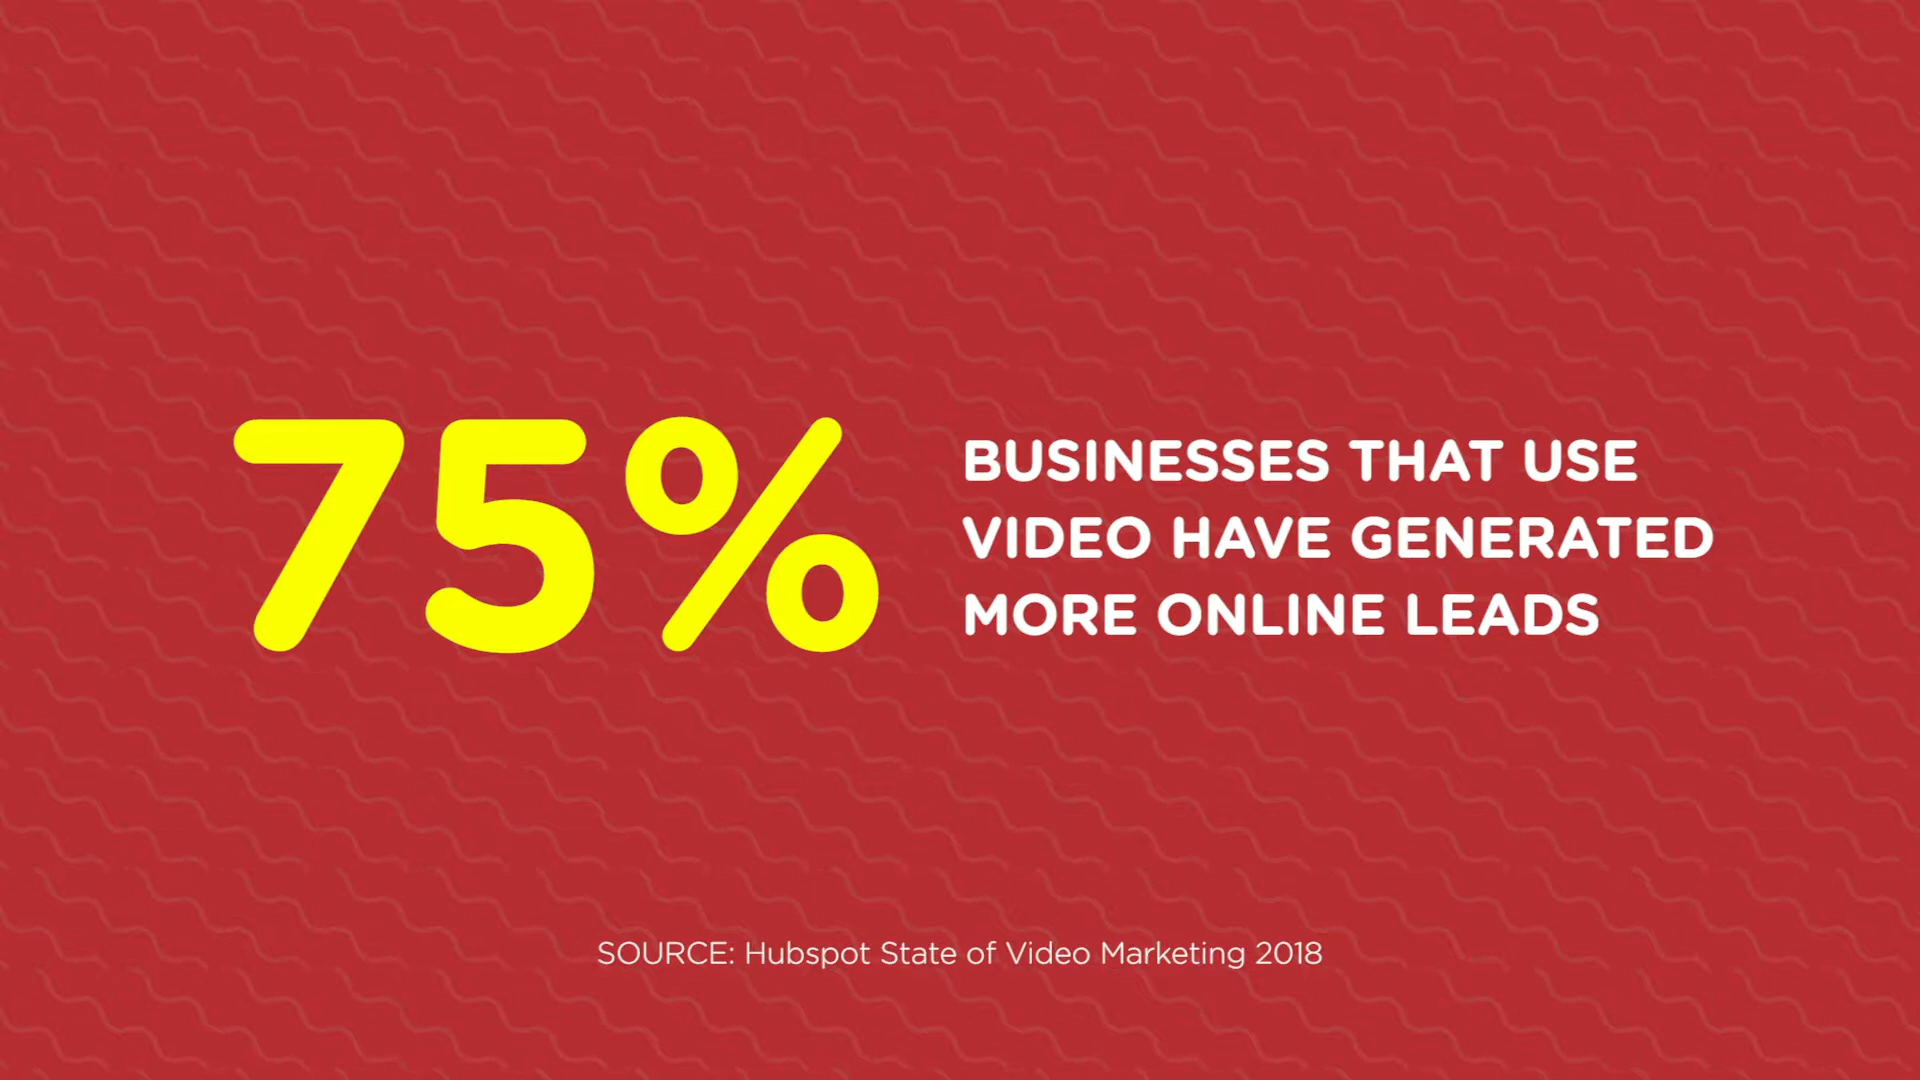 75%
BUSINESSES THAT USE
VIDEO HAVE GENERATED
MORE ONLINE LEADS
SOURCE: Hubspot State of Video Marketing 2018